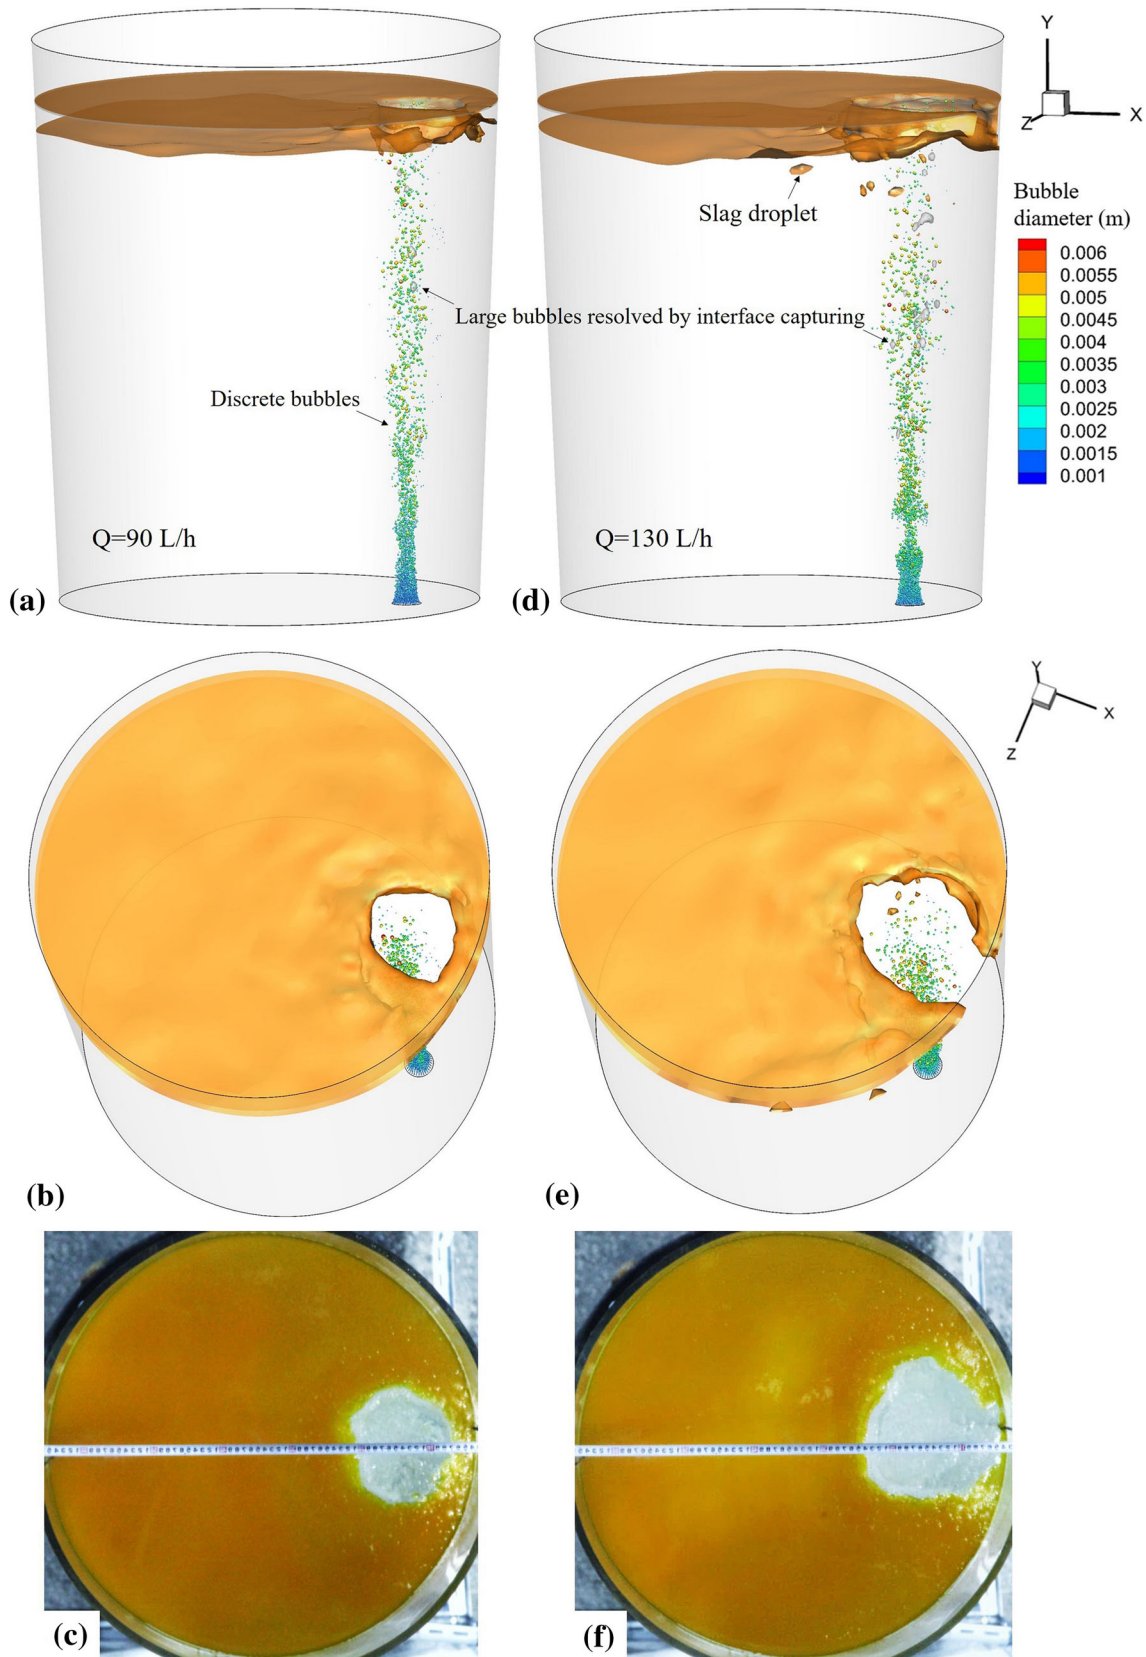 Y
X
Z
Slag droplet
Bubble
diameter (m)
0.006
0.0055
0.005
0.0045
0.004
0.0035
0.003
0.0025
0.002
0.0015
0.001
Large bubbles resolved by interface capturing
Discrete bubbles
Q=90 L/h
Q=130 L/h
(a)
(d)
Y
X
Z
(b)
(e)
(c)
(f)